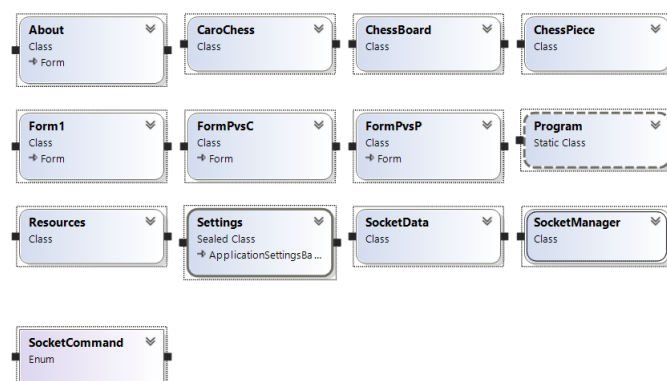 About
Class
Form
CaroChess
Class
ChessBoard
Class
ChessPiece
Class
Form1
Class
Form
FormPvsC
Class
Form
FormPvsP
Class
Form
Program
Static Class
Resources
Class
Settings
Sealed Class
ApplicationSettingsBa...
SocketData
Class
SocketManager
Class
SocketCommand
Enum